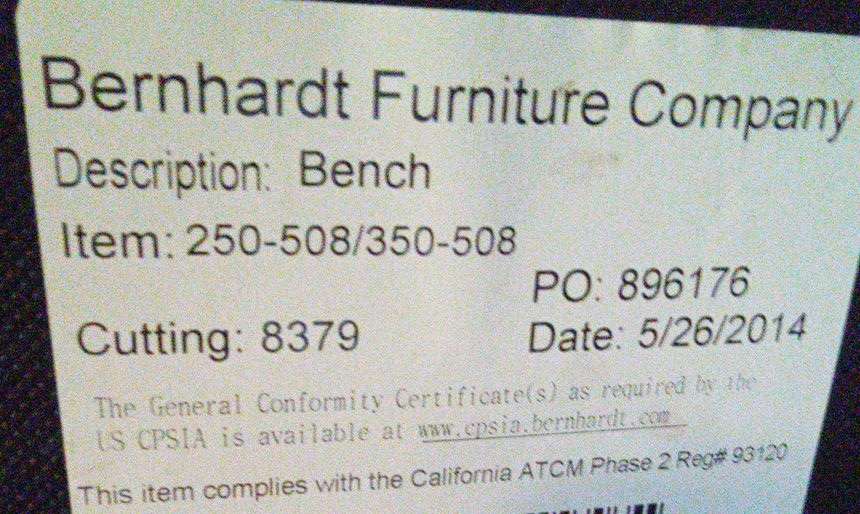 Bernhardt Furniture Company
Description: Bench
Item: 250-508/350-508
PO: 896176
Cutting: 8379 Date: 5/26/2014
The General Conformity Certificate(s) as required by the
US CPSIA is available at www.cpsia.bernhardt.com
This item complies with the California ATCM Phase 2 Reg# 93120